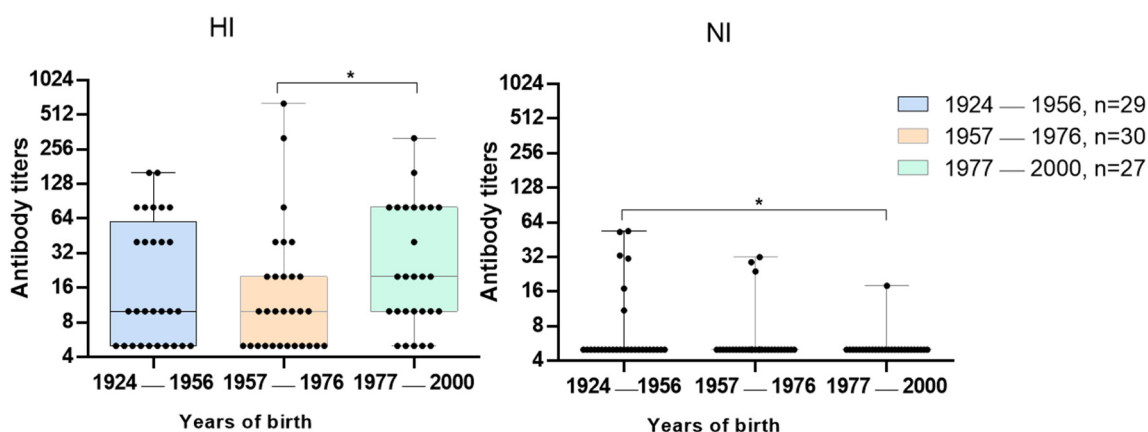 HI
*
1024
512
256
128
64
32
16
8
4
Antibody titers
1924 — 1956
1957 — 1976
1977 — 2000
Years of birth
NI
*
1024
512
256
128
64
32
16
8
4
Antibody titers
1924 —1956
1957 —1976
1977 — 2000
Years of birth
1924 — 1956, n=29
1957 — 1976, n=30
1977 — 2000, n=27